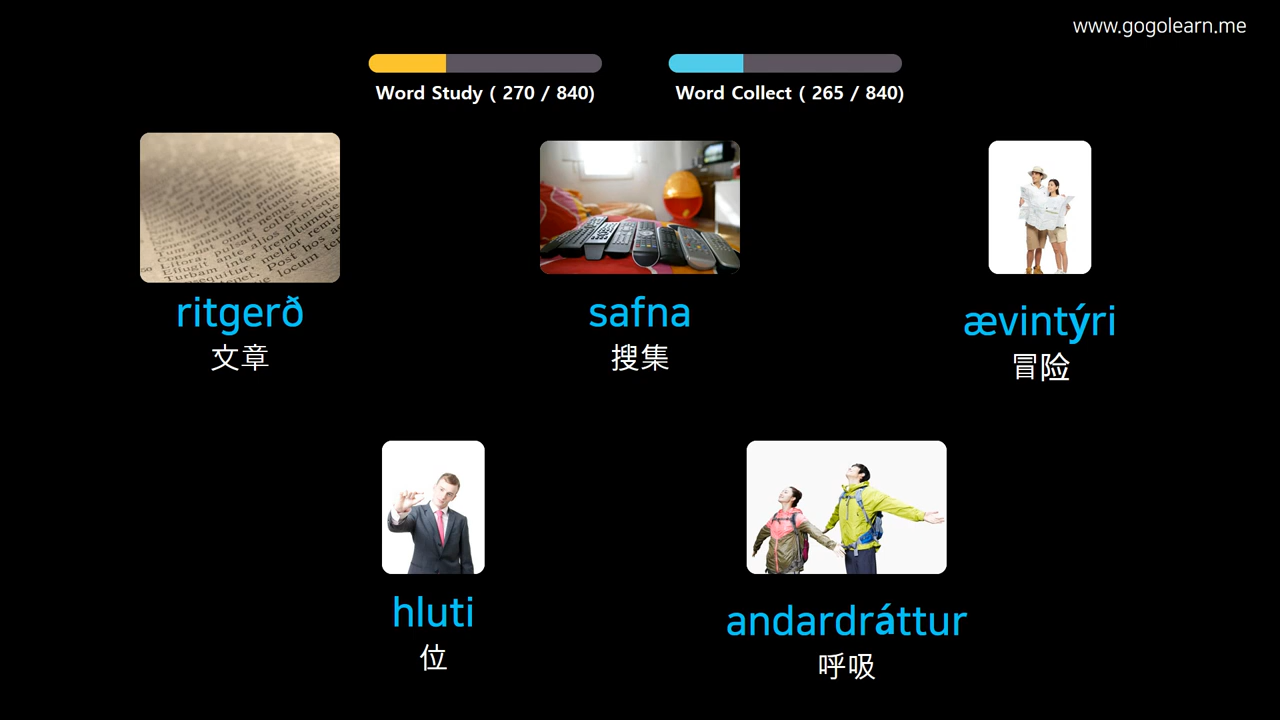 www.gogolearn.me
Word Study ( 270 / 840)
Word Collect ( 265 / 840)
ritgerð
文章
safna
搜集
ævintýri
冒险
hluti
位
andardráttur
呼吸